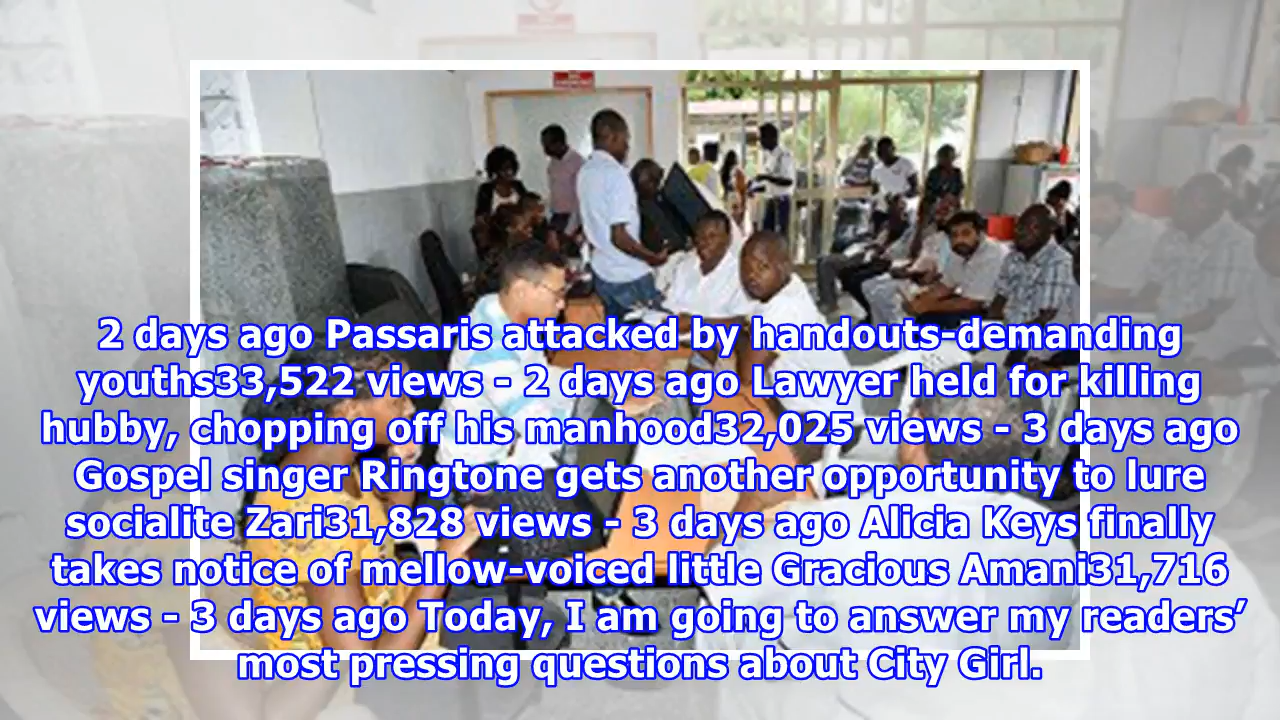 2 days ago Passaris attacked by handouts-demanding
youths33,522 views - 2 days ago Lawyer held for killing
hubby, chopping off his manhood32,025 views - 3 days ago
Gospel singer Ringtone gets another opportunity to lure
socialite Zari31,828 views - 3 days ago Alicia Keys finally
takes notice of mellow-voiced little Gracious Amani31,716
views - 3 days ago Today, I am going to answer my readers’
most pressing questions about City Girl.